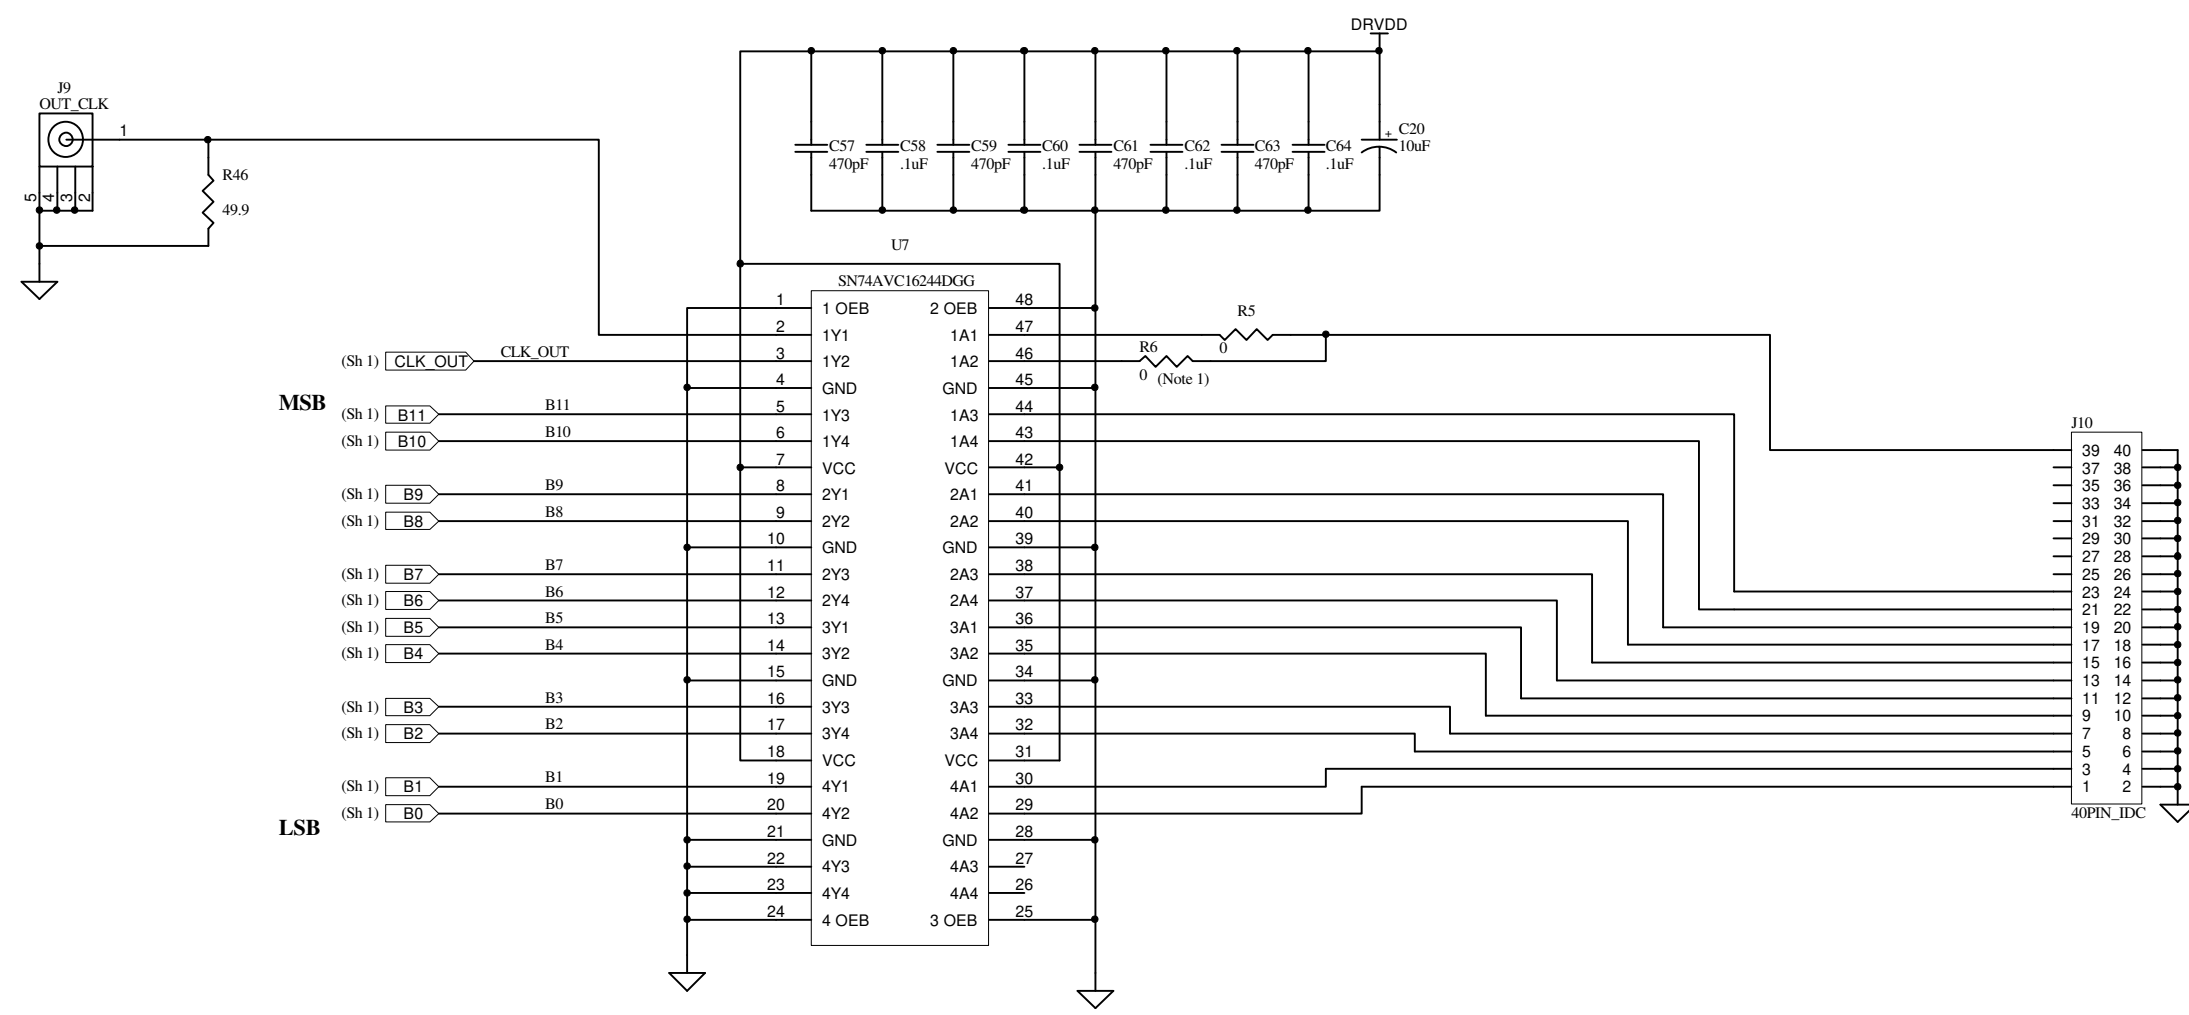 DRVDD
J9
OUT_CLK
1
5 4 3 2
R46
49.9
C57 470pF
C58 .1uF
C59 470pF
C60 .1uF
C61 470pF
C62 .1uF
C63 470pF
C64 .1uF
+ C20 10uF
U7
SN74AVC16244DGG
1 1 OEB 2 OEB 48
2 1Y1 1A1 47 R5 0
(Sh 1) CLK_OUT CLK_OUT 3 1Y2 1A2 46 R6 0 (Note 1)
4 GND GND 45
MSB
(Sh 1) B11 B11 5 1Y3 1A3 44
(Sh 1) B10 B10 6 1Y4 1A4 43
7 VCC VCC 42
(Sh 1) B9 B9 8 2Y1 2A1 41
(Sh 1) B8 B8 9 2Y2 2A2 40
10 GND GND 39
(Sh 1) B7 B7 11 2Y3 2A3 38
(Sh 1) B6 B6 12 2Y4 2A4 37
(Sh 1) B5 B5 13 3Y1 3A1 36
(Sh 1) B4 B4 14 3Y2 3A2 35
15 GND GND 34
(Sh 1) B3 B3 16 3Y3 3A3 33
(Sh 1) B2 B2 17 3Y4 3A4 32
18 VCC VCC 31
(Sh 1) B1 B1 19 4Y1 4A1 30
(Sh 1) B0 B0 20 4Y2 4A2 29
LSB
21 GND GND 28
22 4Y3 4A3 27
23 4Y4 4A4 26
24 4 OEB 3 OEB 25
J10
39 40
37 38
35 36
33 34
31 32
29 30
27 28
25 26
23 24
21 22
19 20
17 18
15 16
13 14
11 12
9 10
7 8
5 6
3 4
1 2
40PIN_IDC